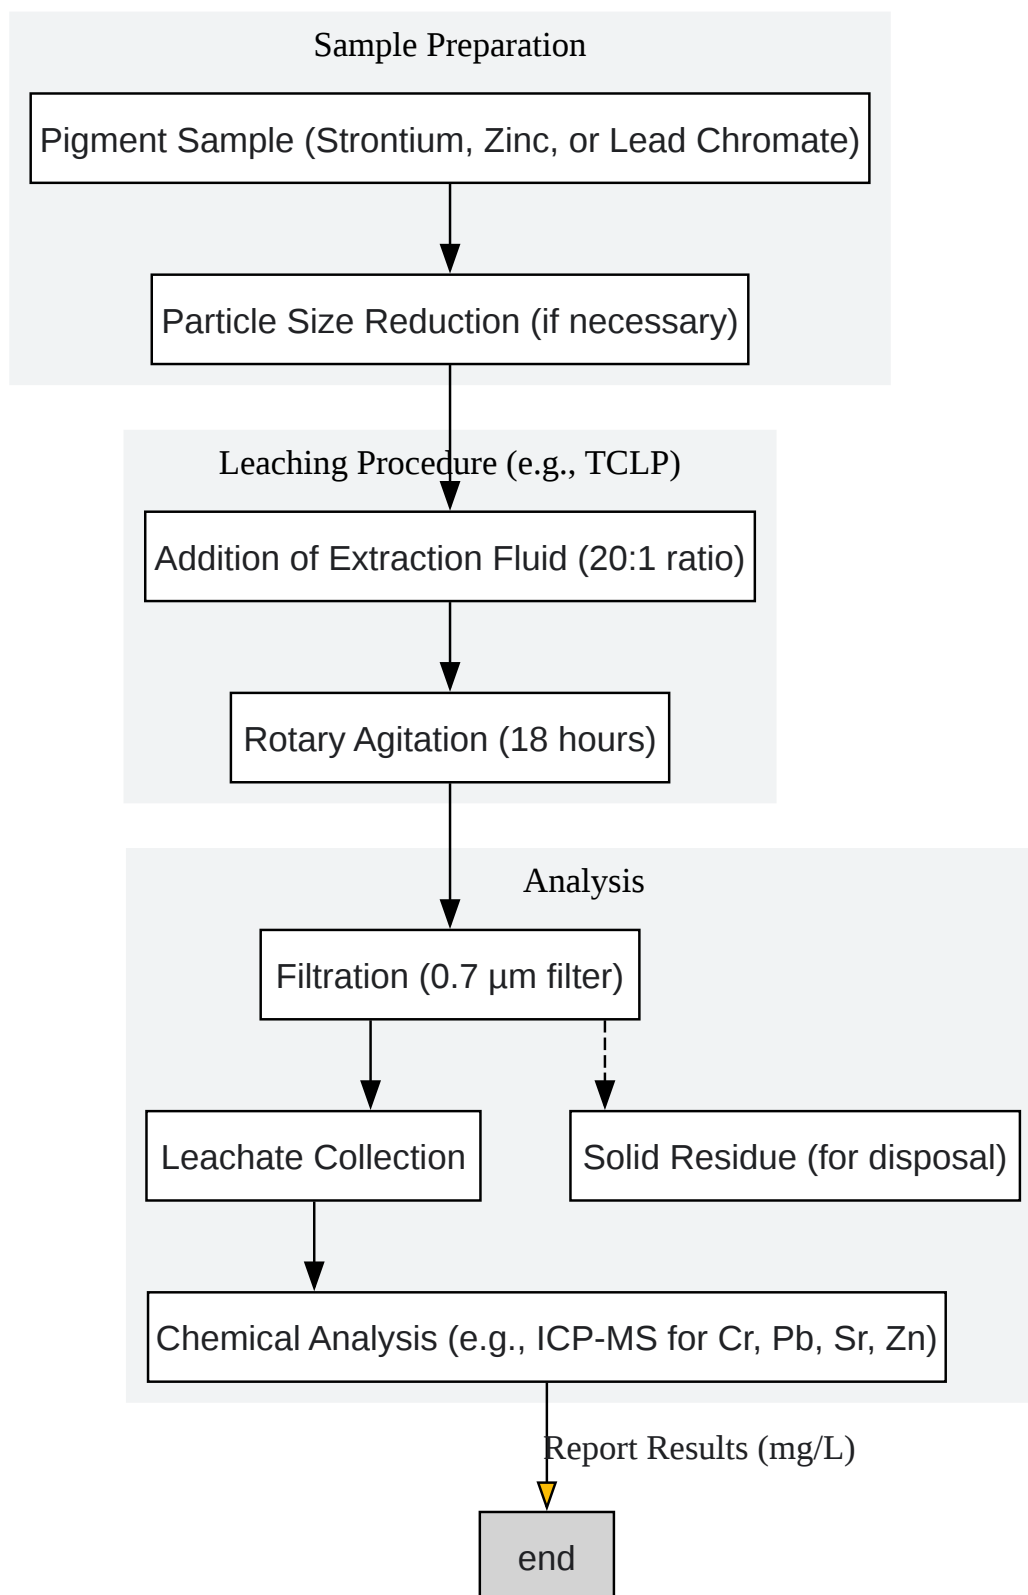 Sample Preparation
Pigment Sample (Strontium, Zinc, or Lead Chromate)
Particle Size Reduction (if necessary)
Leaching Procedure (e.g., TCLP)
Addition of Extraction Fluid (20:1 ratio)
Rotary Agitation (18 hours)
Analysis
Filtration (0.7 µm filter)
Leachate Collection
Solid Residue (for disposal)
Chemical Analysis (e.g., ICP-MS for Cr, Pb, Sr, Zn)
Report Results (mg/L)
end